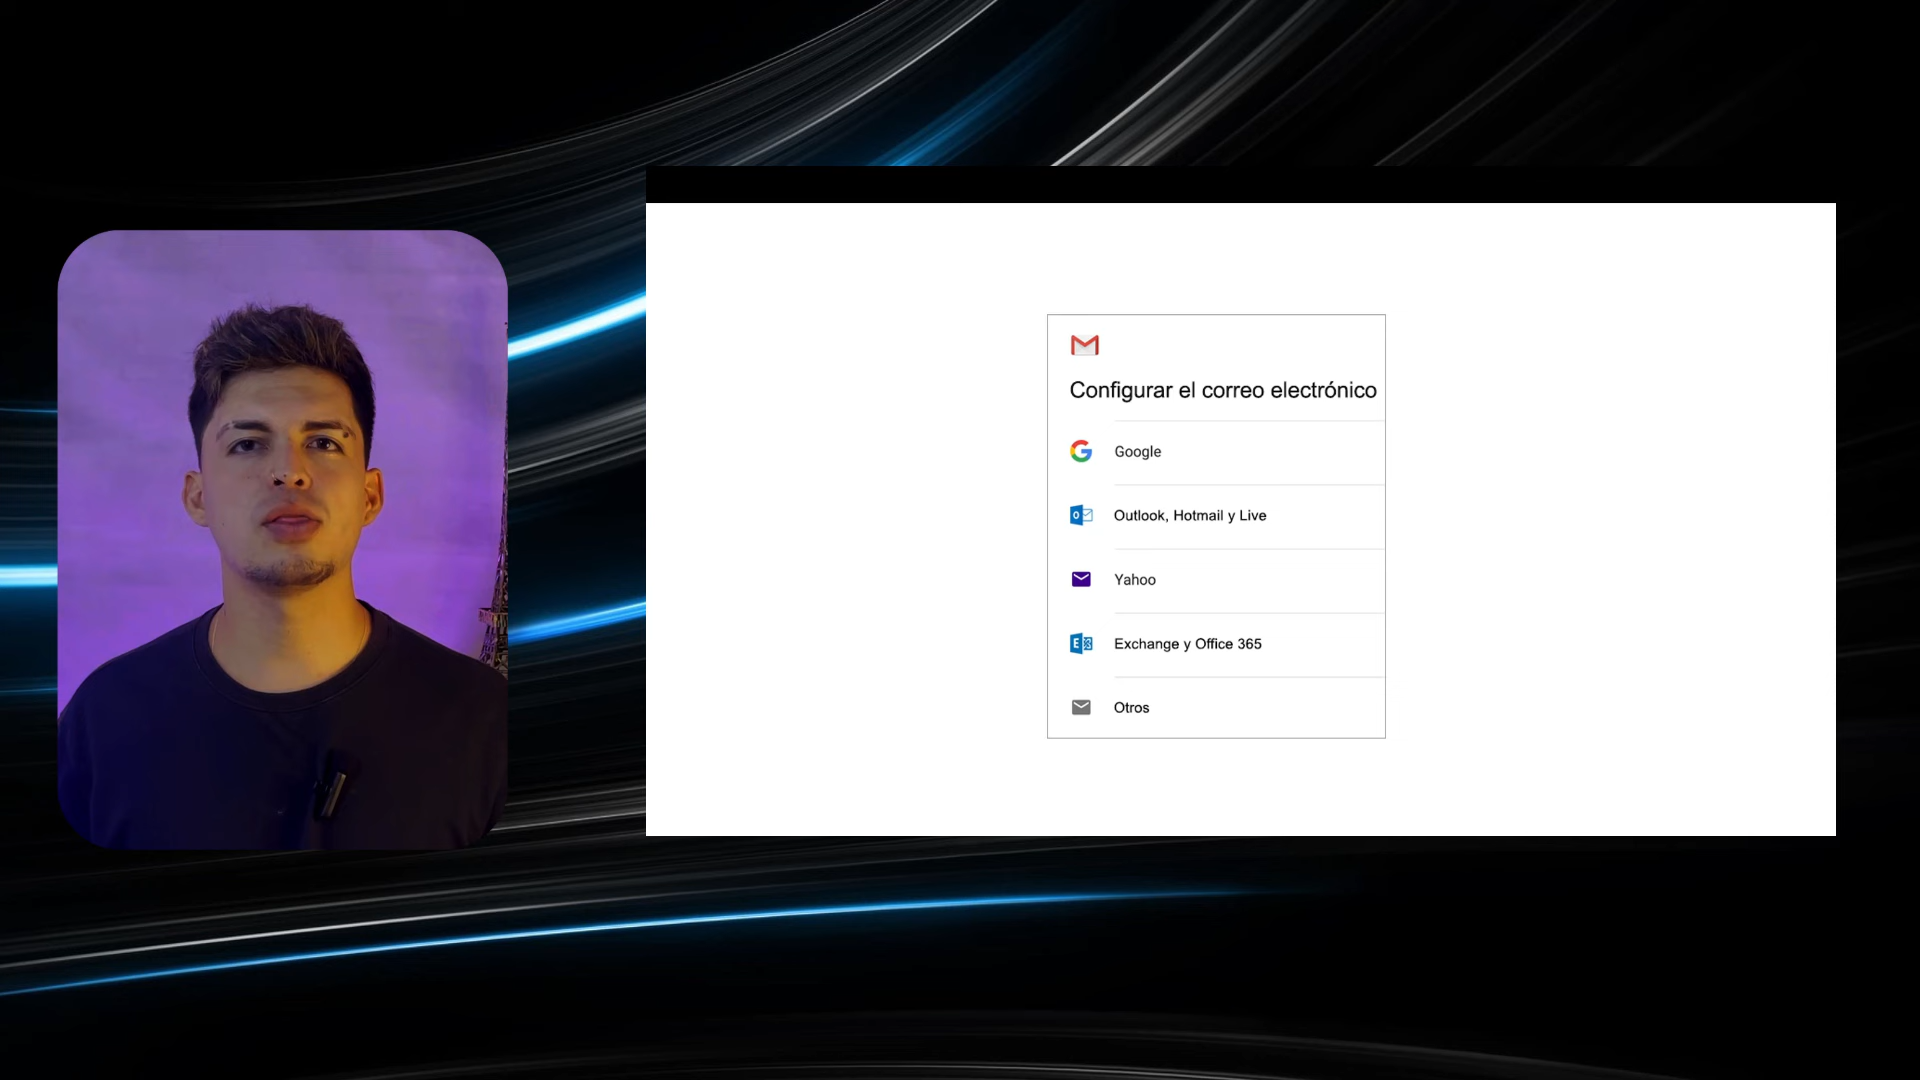 Configurar el correo electrónico
Google
Outlook, Hotmail y Live
Yahoo
Exchange y Office 365
Otros